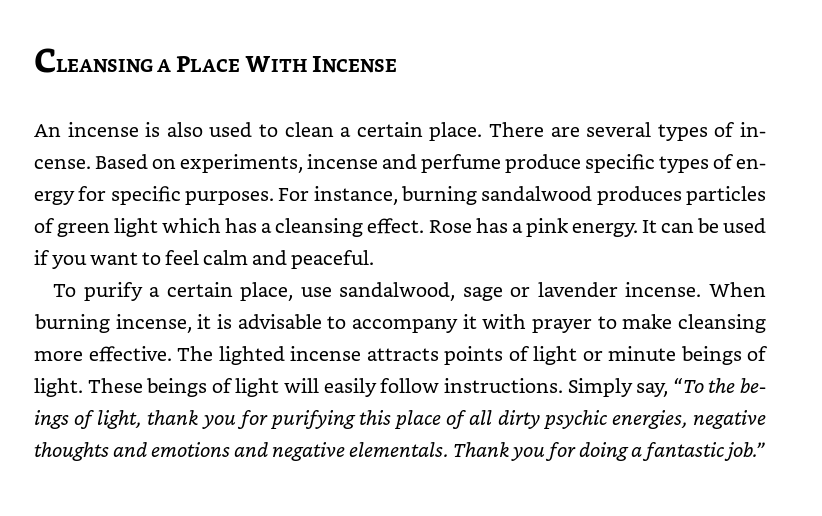 Cleansing a Place With Incense
An incense is also used to clean a certain place. There are several types of in-
cense. Based on experiments, incense and perfume produce specific types of en-
ergy for specific purposes. For instance, burning sandalwood produces particles
of green light which has a cleansing effect. Rose has a pink energy. It can be used
if you want to feel calm and peaceful.
To purify a certain place, use sandalwood, sage or lavender incense. When
burning incense, it is advisable to accompany it with prayer to make cleansing
more effective. The lighted incense attracts points of light or minute beings of
light. These beings of light will easily follow instructions. Simply say, “To the be-
ings of light, thank you for purifying this place of all dirty psychic energies, negative
thoughts and emotions and negative elementals. Thank you for doing a fantastic job.”